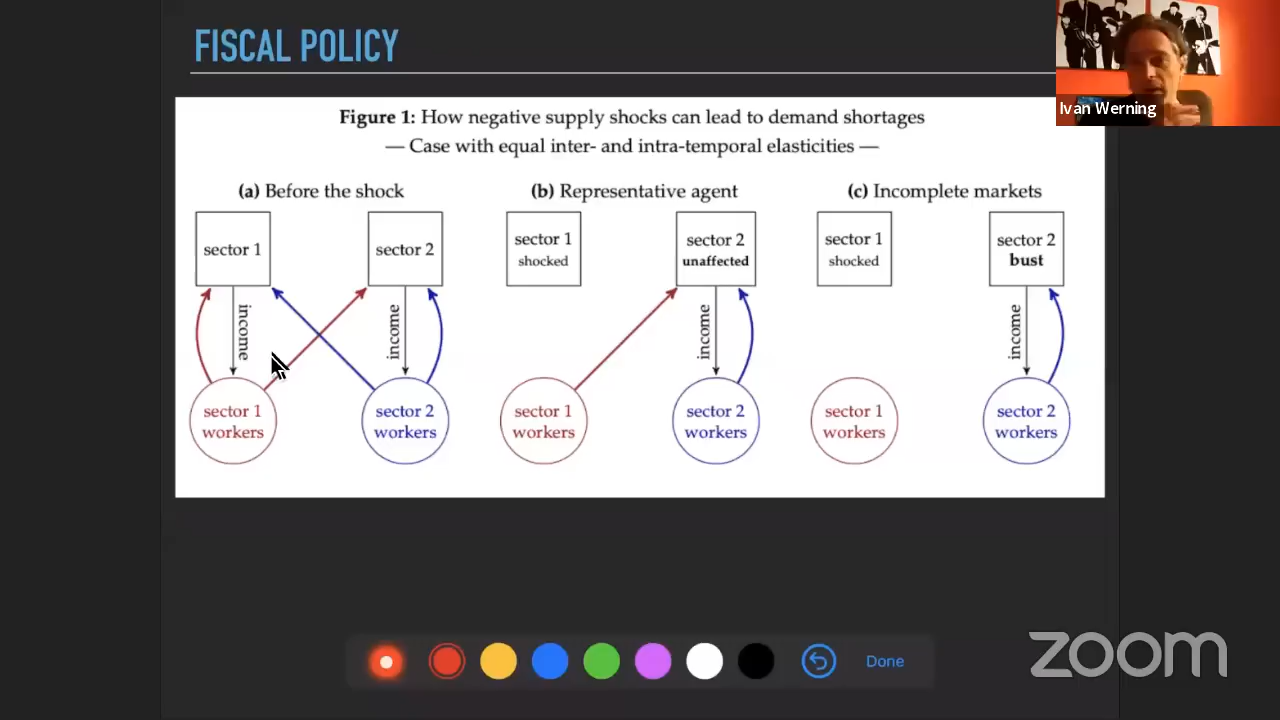 FISCAL POLICY
Ivan Werning
Figure 1: How negative supply shocks can lead to demand shortages
— Case with equal inter- and intra-temporal elasticities —
(a) Before the shock
(b) Representative agent
(c) Incomplete markets
sector 1
sector 2
sector 1
shocked
sector 2
unaffected
sector 1
shocked
sector 2
bust
income
income
income
income
sector 1
workers
sector 2
workers
sector 1
workers
sector 2
workers
sector 1
workers
sector 2
workers
Done
zoom